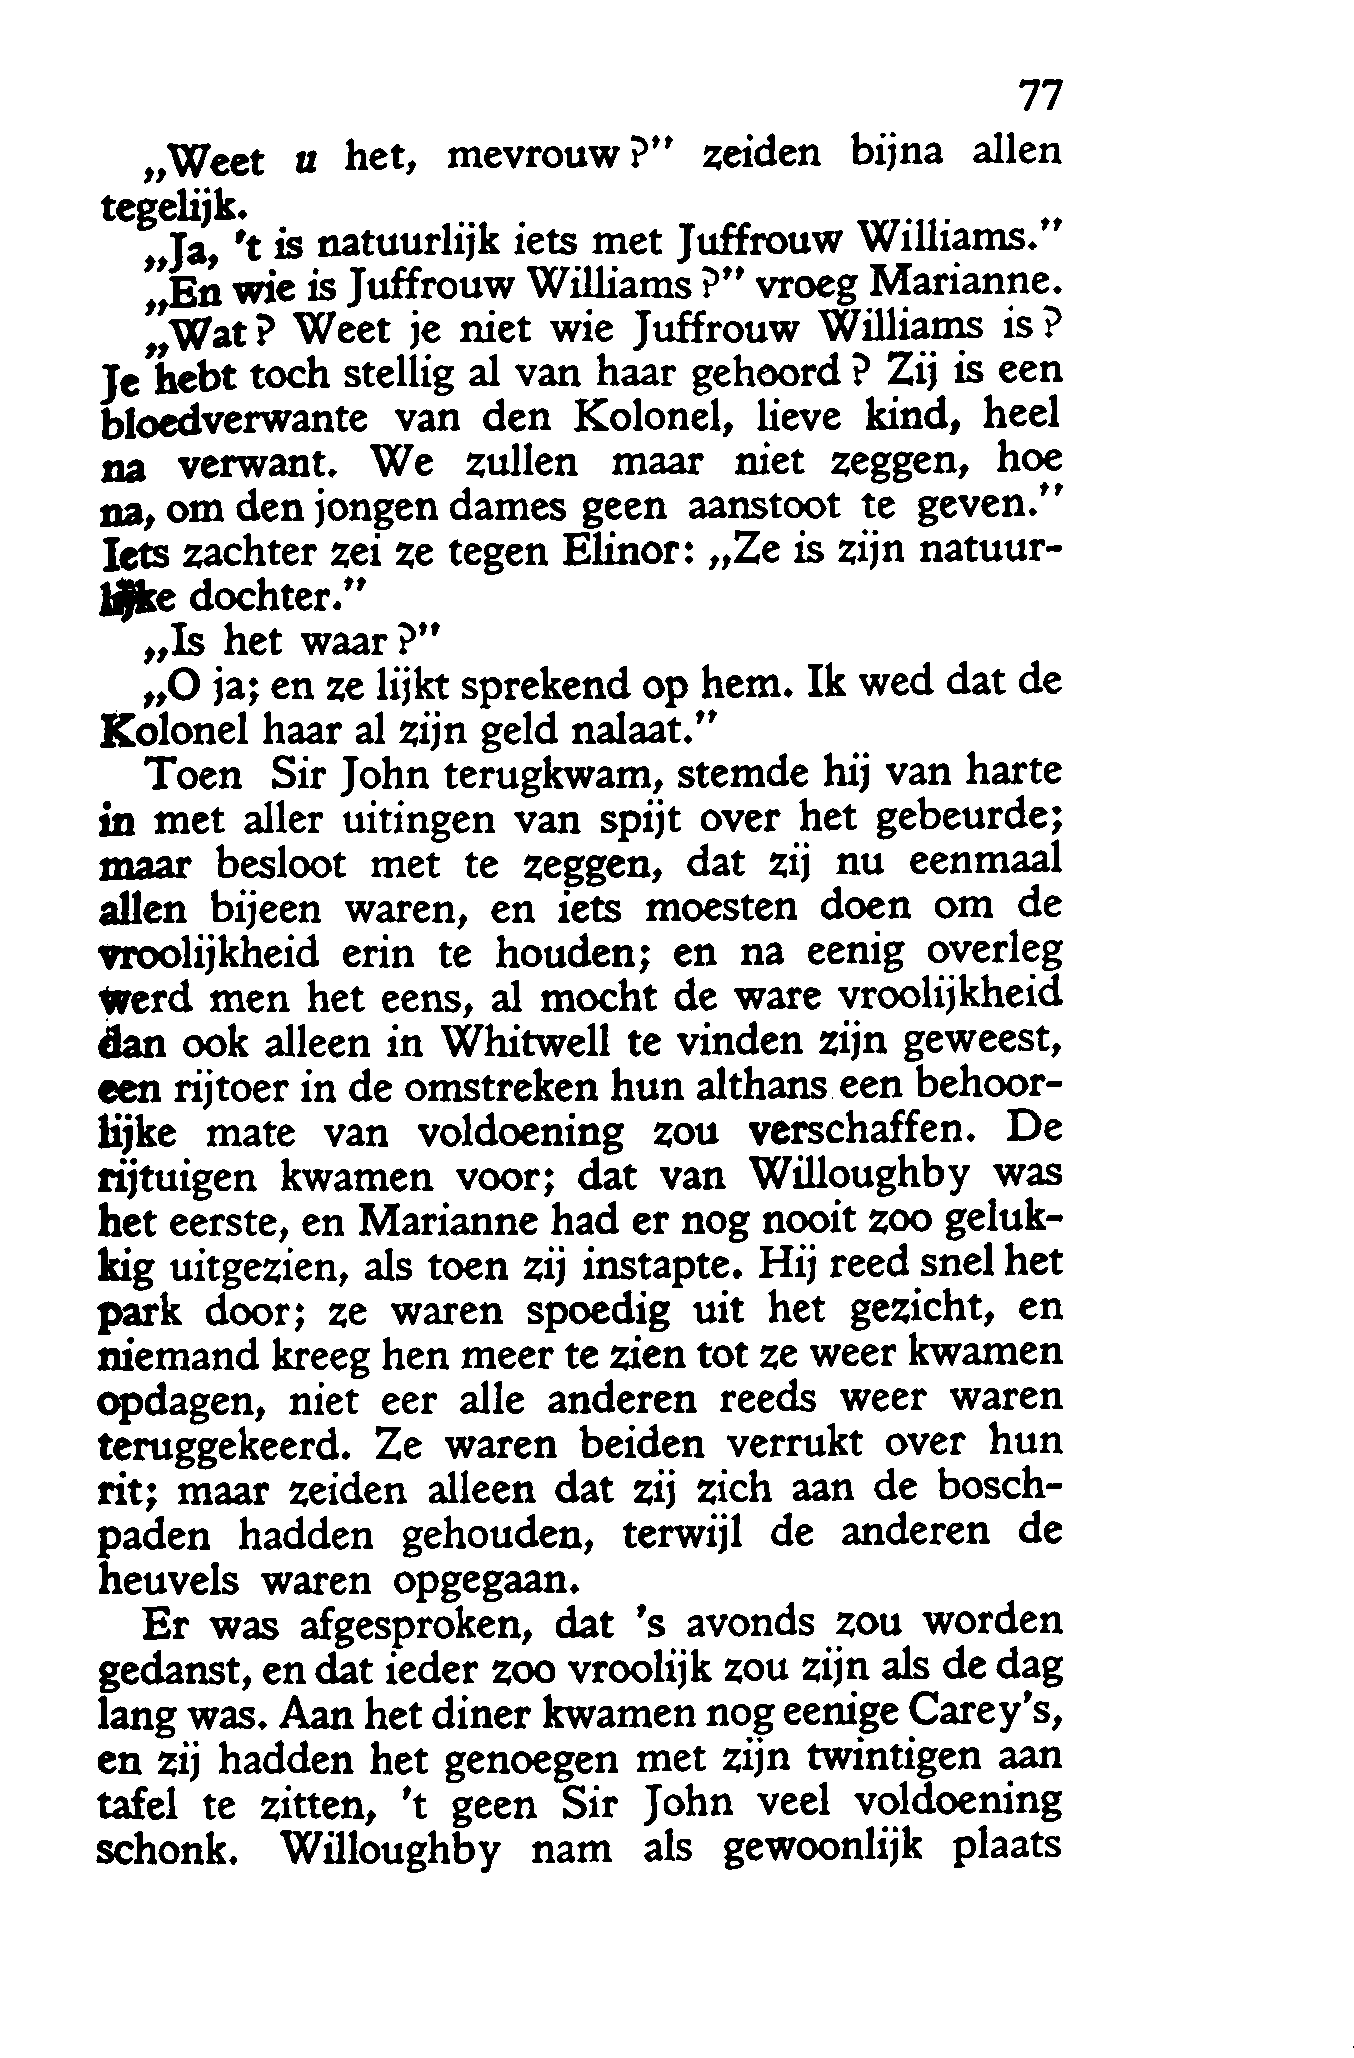 77
„Weet u het, mevrouw?” zeiden bijna allen
tegelijk.
„Ja, 't is natuurlijk iets met Juffrouw Williams.”
„En wie is Juffrouw Williams?” vroeg Marianne.
„Wat? Weet je niet wie Juffrouw Williams is?
Je hebt toch stellig al van haar gehoord? Zij is een
bloedverwante van den Kolonel, lieve kind, heel
na verwant. We zullen maar niet zeggen, hoe
na, om den jongen dames geen aanstoot te geven.”
Iets zachter zei ze tegen Elinor: „Ze is zijn natuur-
lijke dochter.”
„Is het waar?”
„O ja; en ze lijkt sprekend op hem. Ik wed dat de
Kolonel haar al zijn geld nalaat.”
Toen Sir John terugkwam, stemde hij van harte
in met aller uitingen van spijt over het gebeurde;
maar besloot met te zeggen, dat zij nu eenmaal
allen bijeen waren, en iets moesten doen om de
vroolijkheid erin te houden; en na eenig overleg
werd men het eens, al mocht de ware vroolijkheid
dan ook alleen in Whitwell te vinden zijn geweest,
een rijtoer in de omstreken hun althans een behoor-
lijke mate van voldoening zou verschaffen. De
rijtuigen kwamen voor; dat van Willoughby was
het eerste, en Marianne had er nog nooit zoo geluk-
kig uitgezien, als toen zij instapte. Hij reed snel het
park door; ze waren spoedig uit het gezicht, en
niemand kreeg hen meer te zien tot ze weer kwamen
opdagen, niet eer alle anderen reeds weer waren
teruggekeerd. Ze waren beiden verrukt over hun
rit; maar zeiden alleen dat zij zich aan de bosch-
paden hadden gehouden, terwijl de anderen de
heuvels waren opgegaan.
Er was afgesproken, dat 's avonds zou worden
gedanst, en dat ieder zoo vroolijk zou zijn als de dag
lang was. Aan het diner kwamen nog eenige Carey's,
en zij hadden het genoegen met zijn twintigen aan
tafel te zitten, 't geen Sir John veel voldoening
schonk. Willoughby nam als gewoonlijk plaats